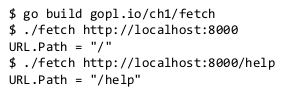 $ go build gopl.io/ch1/fetch
$ ./fetch http://localhost:8000
URL.Path = "/"
$ ./fetch http://localhost:8000/help
URL.Path = "/help"